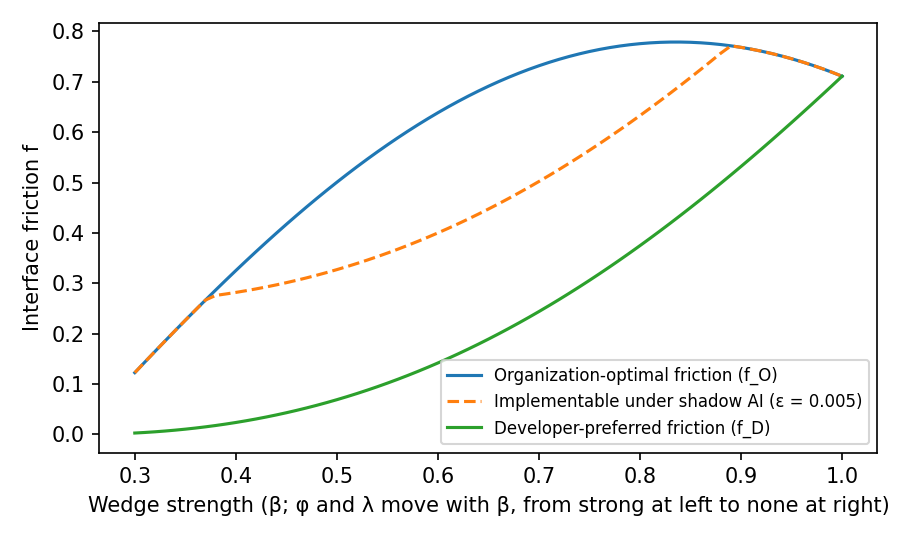 0.8
0.7
0.6
0.5
0.4
0.3
0.2
0.1
0.0
Interface friction f
Organization-optimal friction (f_O)
Implementable under shadow AI (ε = 0.005)
Developer-preferred friction (f_D)
0.3 0.4 0.5 0.6 0.7 0.8 0.9 1.0
Wedge strength (β; φ and λ move with β, from strong at left to none at right)